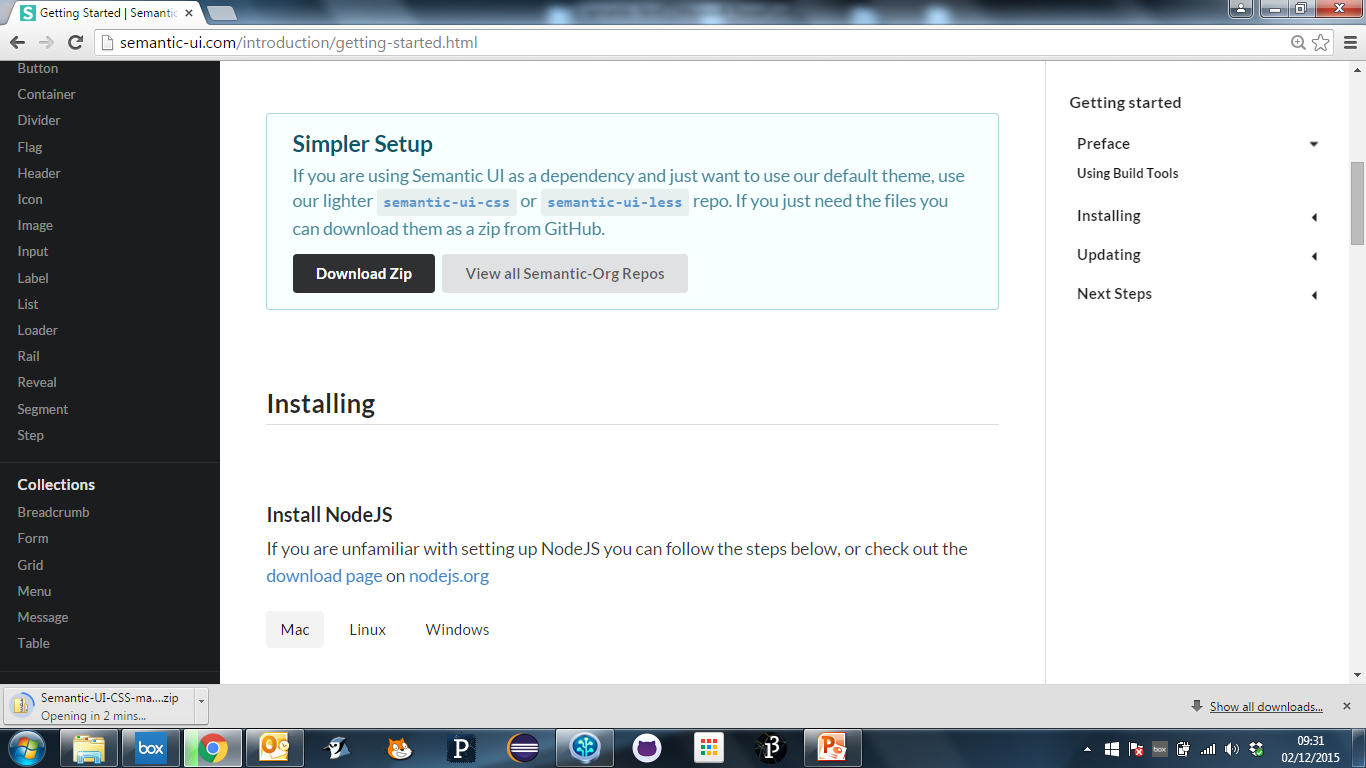 Getting Started | Semantic
semantic-ui.com/introduction/getting-started.html
Button
Container
Divider
Flag
Header
Icon
Image
Input
Label
List
Loader
Rail
Reveal
Segment
Step
Collections
Breadcrumb
Form
Grid
Menu
Message
Table
Simpler Setup
If you are using Semantic UI as a dependency and just want to use our default theme, use
our lighter semantic-ui-css or semantic-ui-less repo. If you just need the files you
can download them as a zip from GitHub.
Download Zip
View all Semantic-Org Repos
Installing
Install NodeJS
If you are unfamiliar with setting up NodeJS you can follow the steps below, or check out the
download page on nodejs.org
Mac Linux Windows
Getting started
Preface
Using Build Tools
Installing
Updating
Next Steps
Semantic-UI-CSS-ma....zip
Opening in 2 mins...
Show all downloads...
box
box
09:31
02/12/2015